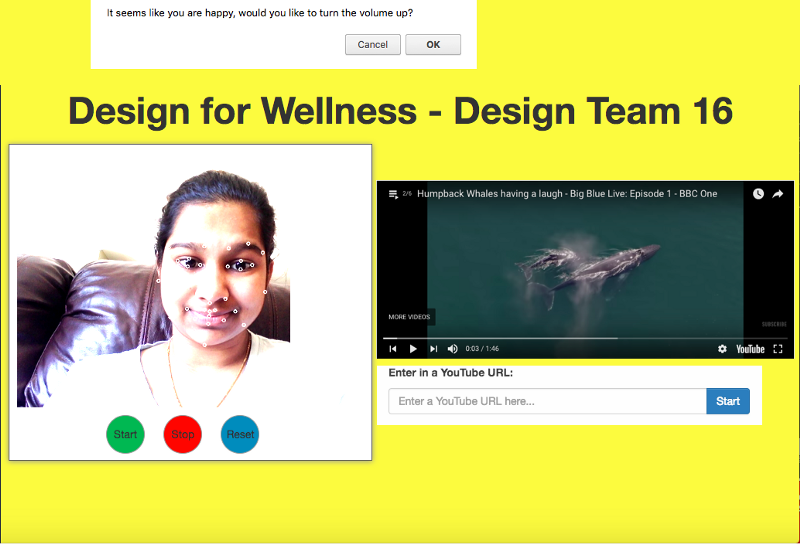 It seems like you are happy, would you like to turn the volume up?
Cancel OK
Design for Wellness - Design Team 16
2/6 Humpback Whales having a laugh - Big Blue Live: Episode 1 - BBC One
MORE VIDEOS
SUBSCRIBE
0:03 / 1:46 YouTube
Enter in a YouTube URL:
Enter a YouTube URL here... Start
Start Stop Reset